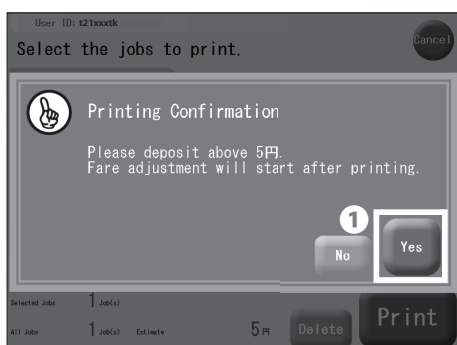 User ID: t21xxxtk
Select the jobs to print.
Cancel
Printing Confirmation
Please deposit above 5円.
Fare adjustment will start after printing.
1
No
Yes
Selected Jobs 1 Job(s)
All Jobs 1 Job(s) Estimate 5円
Delete
Print